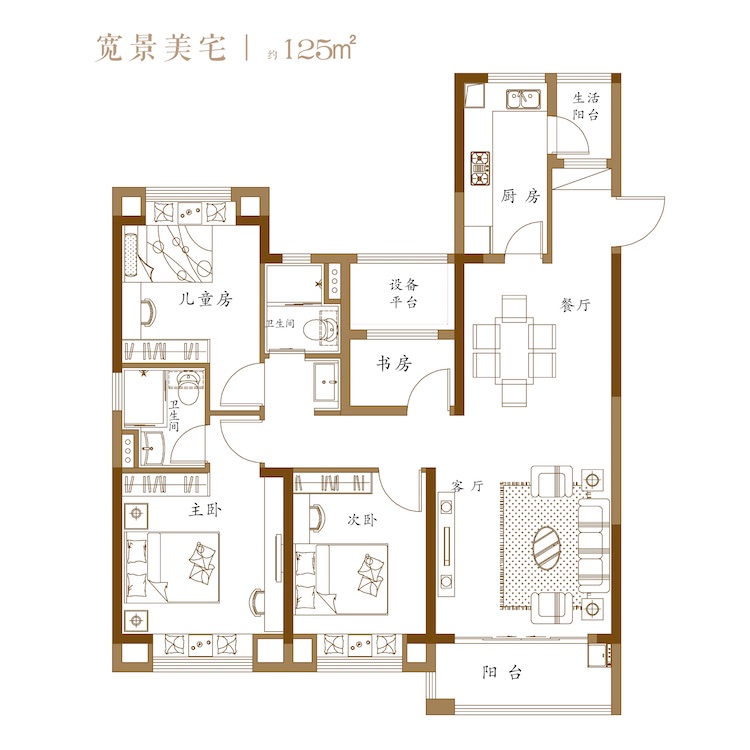 宽景美宅 | 约125㎡
生活
阳台
厨房
儿童房
设备
平台
餐厅
卫生间
书房
卫生间
客厅
主卧
次卧
阳台